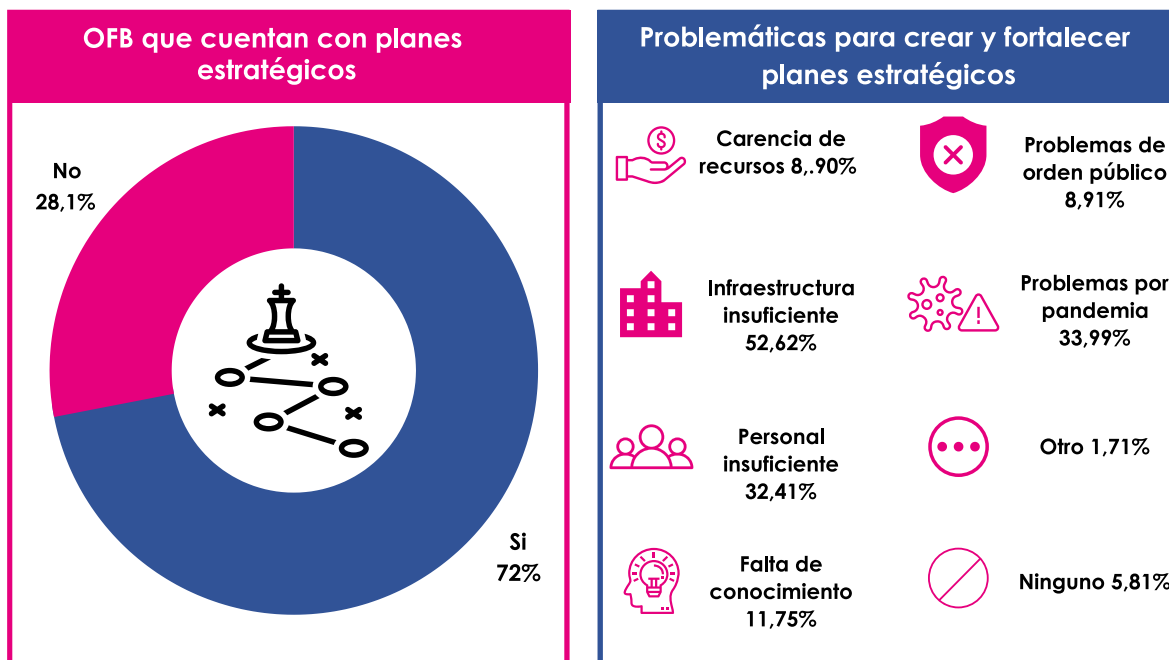 OFB que cuentan con planes
estratégicos
No
28,1%
Si
72%
Problemáticas para crear y fortalecer
planes estratégicos
Carencia de
recursos 8,.90%
Problemas de
orden público
8,91%
Infraestructura
insuficiente
52,62%
Problemas por
pandemia
33,99%
Personal
insuficiente
32,41%
Otro 1,71%
Falta de
conocimiento
11,75%
Ninguno 5,81%